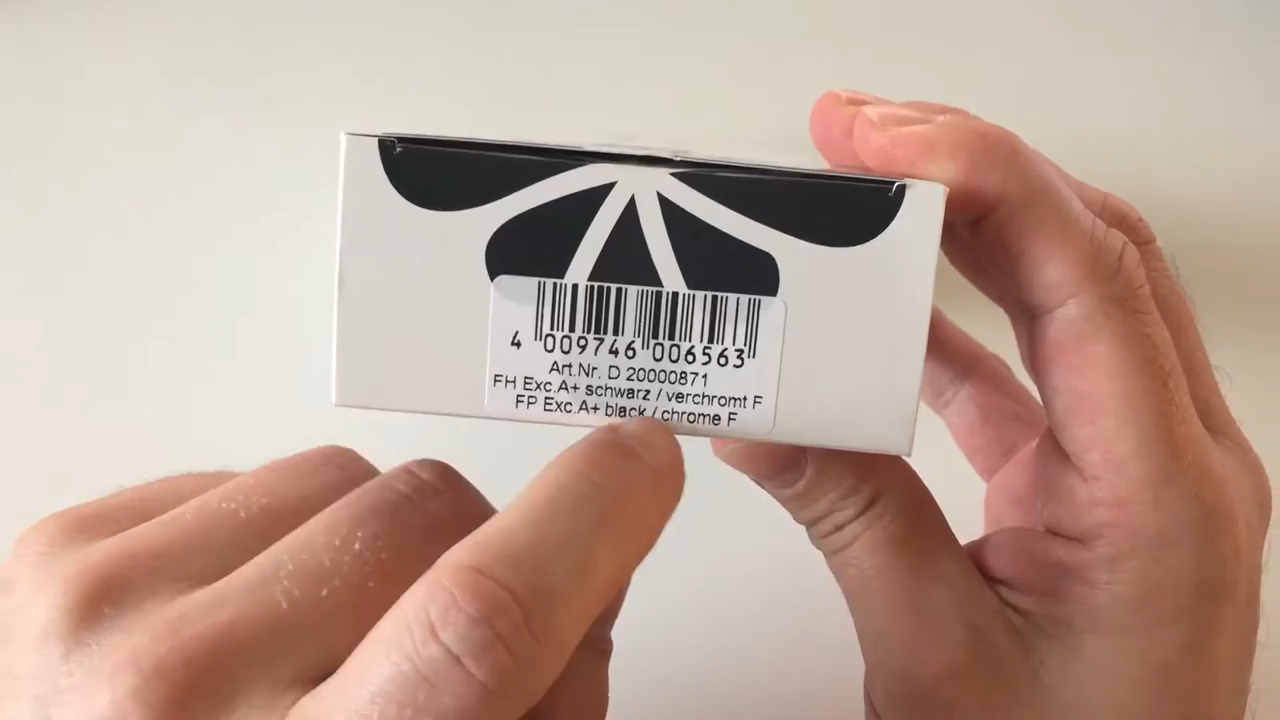 4 009746 006563
Art.Nr. D 20000871
FH Exc.A+ schwarz / verchromt F
FP Exc.A+ black / chrome F